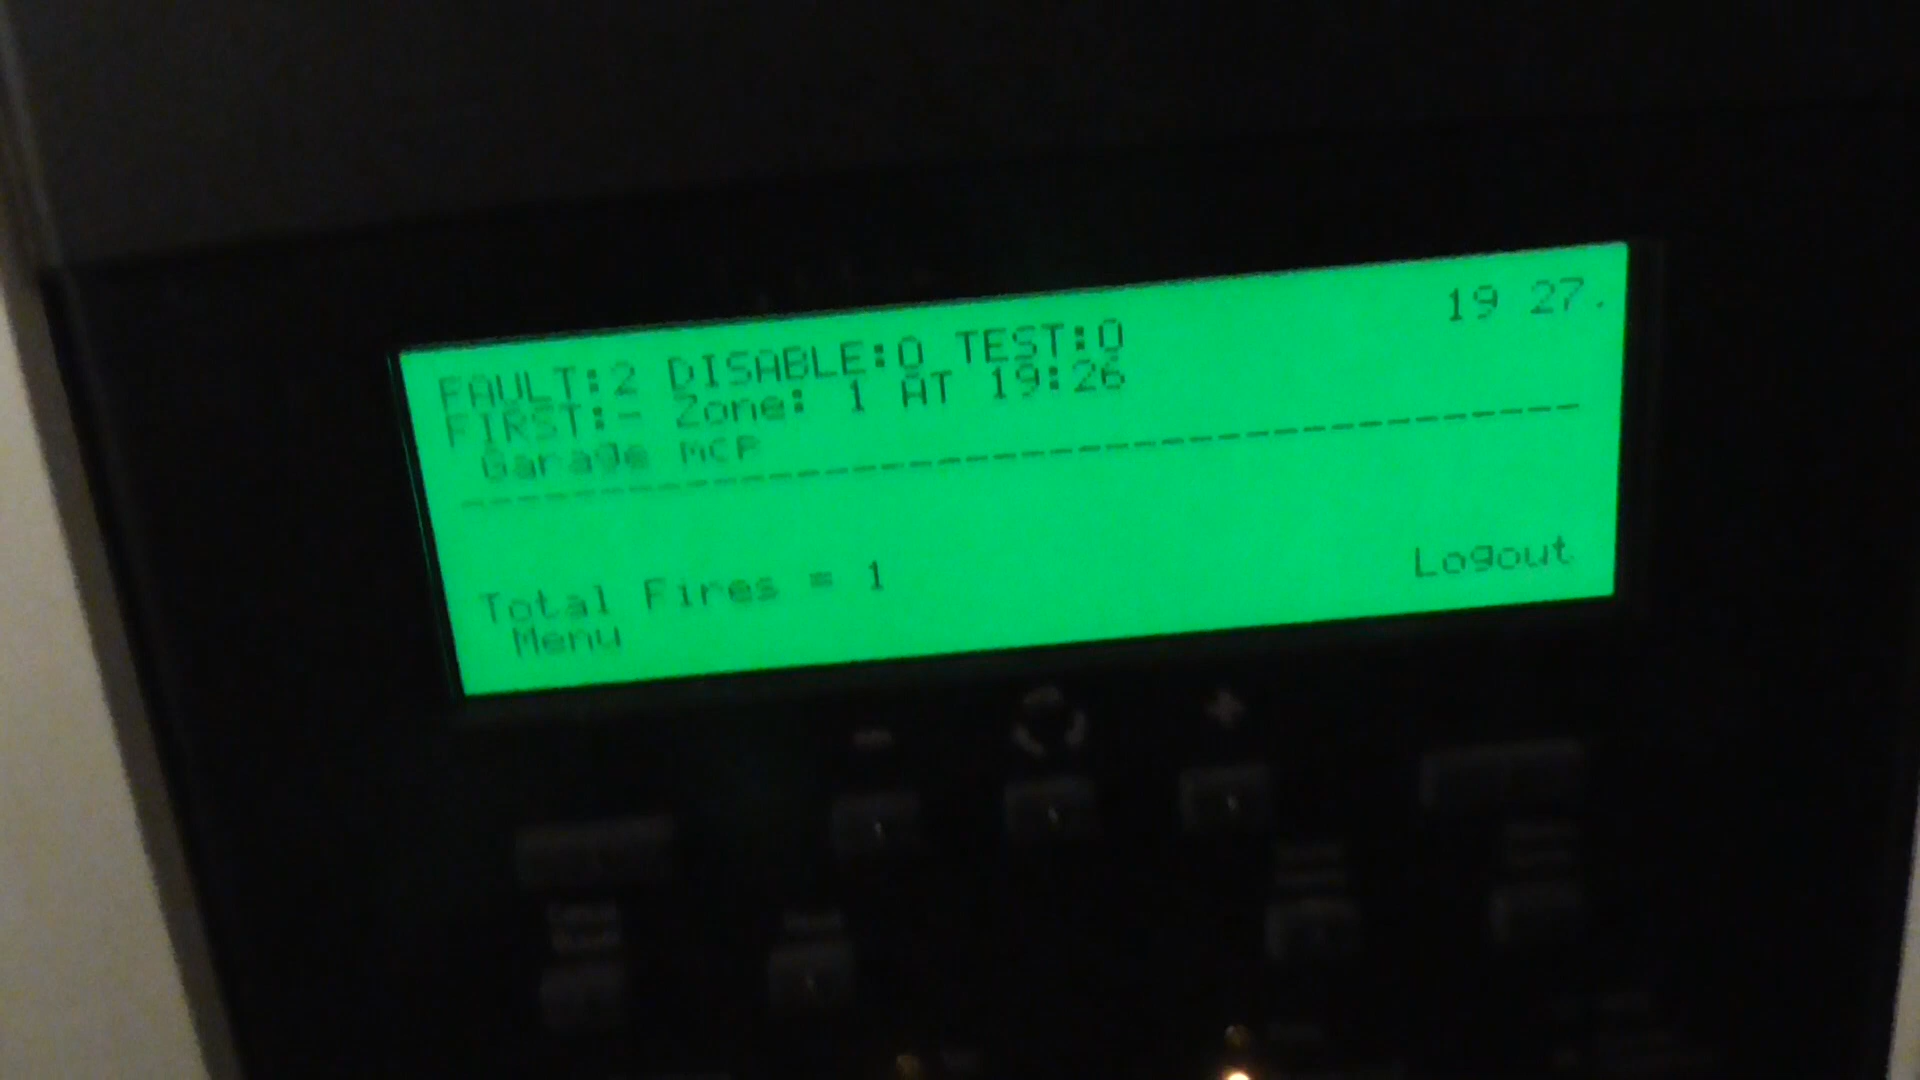 19 27.
FAULT:2 DISABLE:0 TEST:0
FIRST:- Zone: 1 AT 19:26
Garage mcp
Total Fires = 1
Menu
Logout